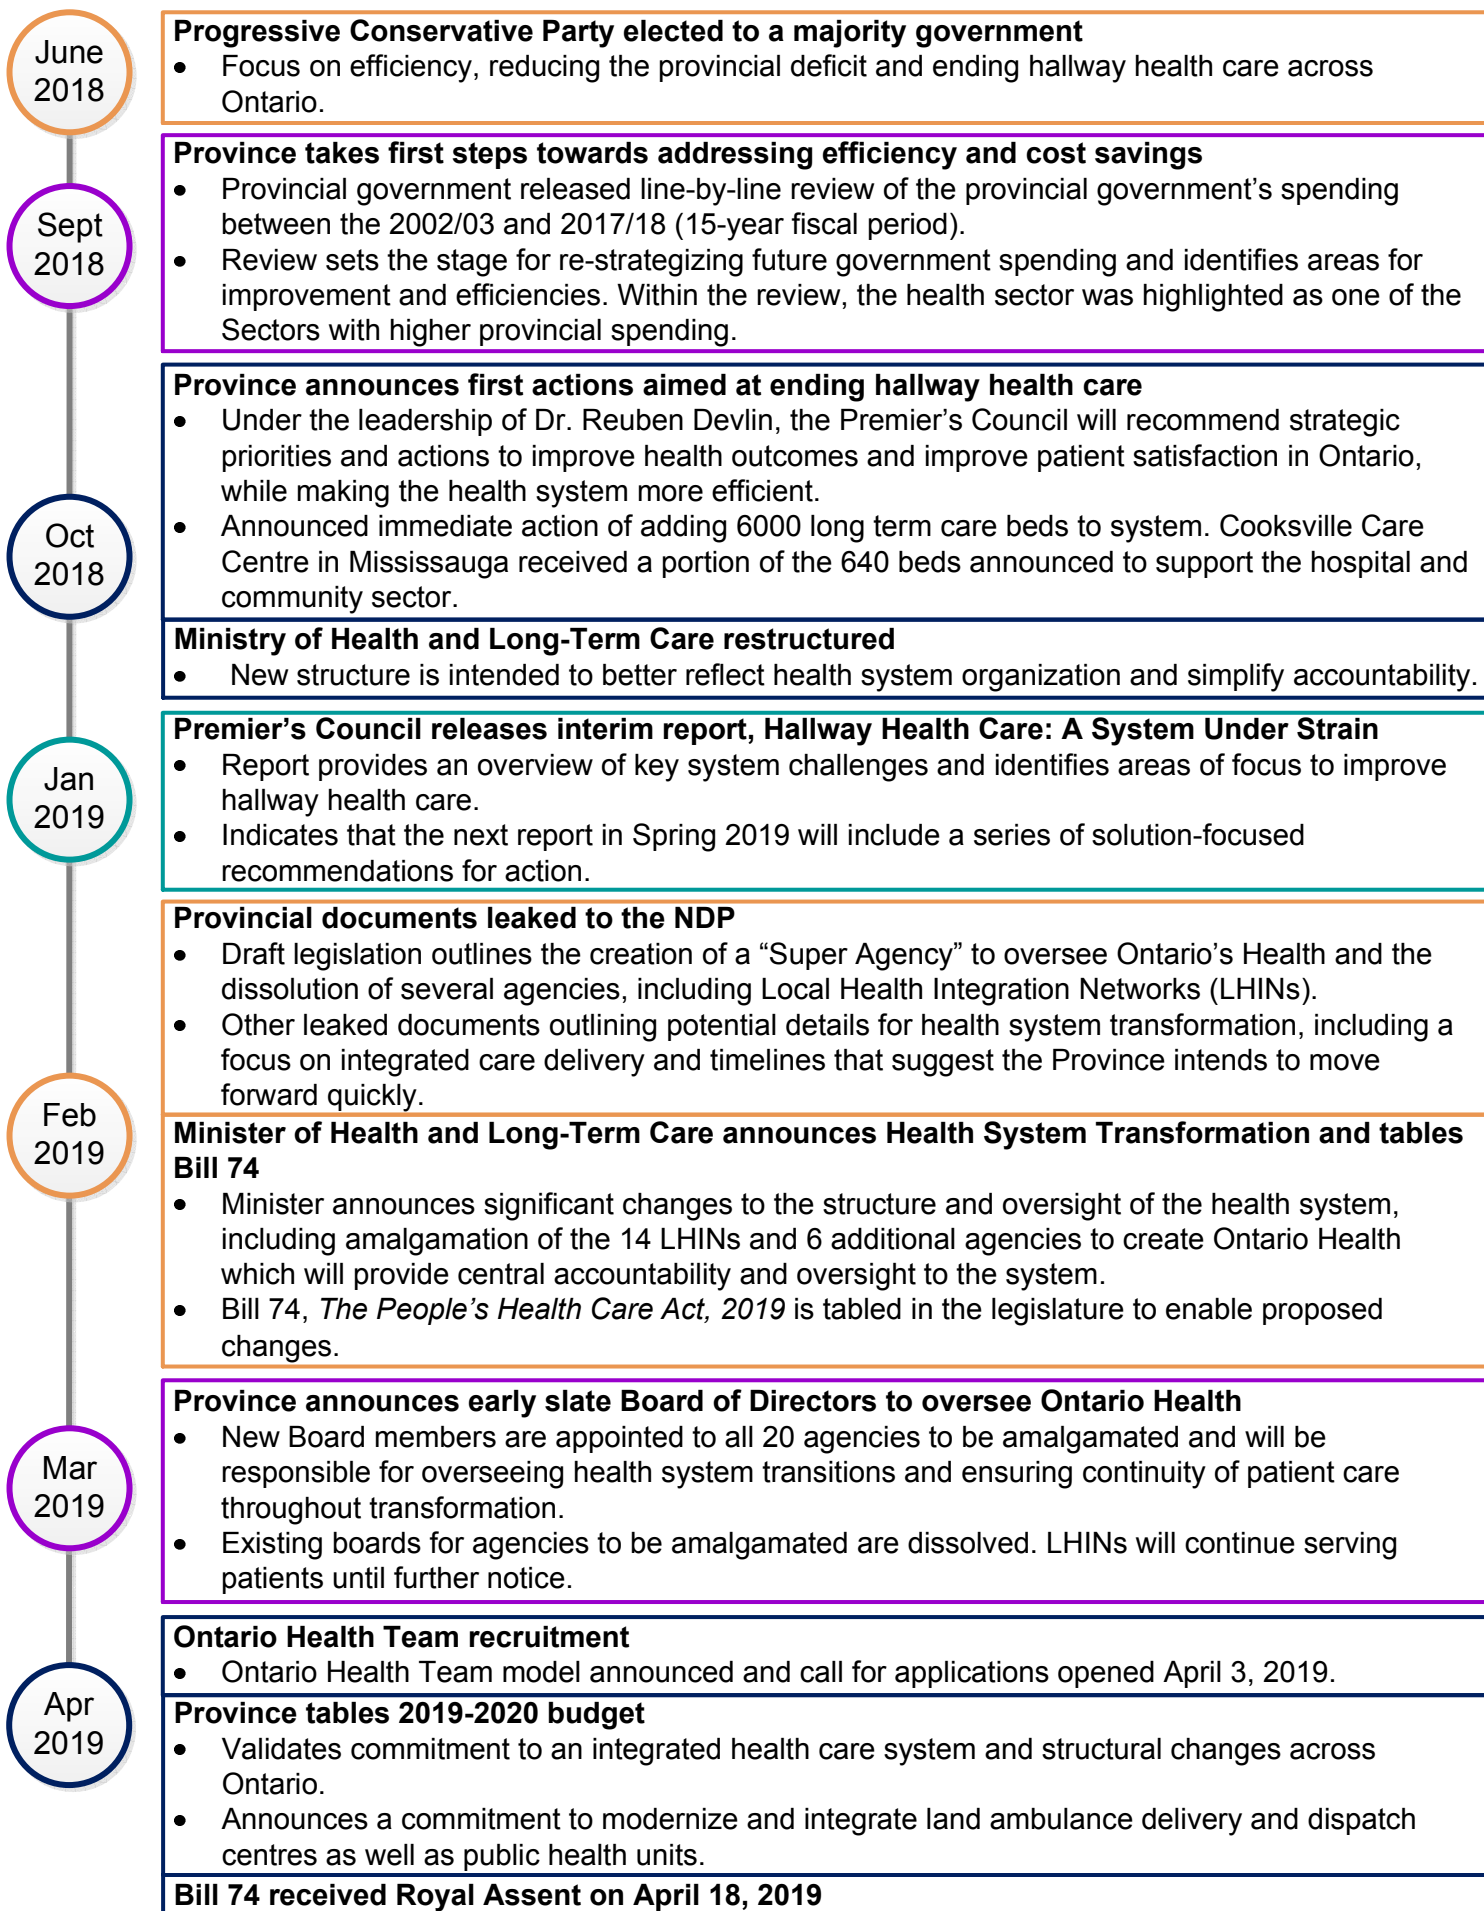 June
2018
Progressive Conservative Party elected to a majority government
• Focus on efficiency, reducing the provincial deficit and ending hallway health care across
Ontario.
Sept
2018
Province takes first steps towards addressing efficiency and cost savings
• Provincial government released line-by-line review of the provincial government’s spending
between the 2002/03 and 2017/18 (15-year fiscal period).
• Review sets the stage for re-strategizing future government spending and identifies areas for
improvement and efficiencies. Within the review, the health sector was highlighted as one of the
Sectors with higher provincial spending.
Oct
2018
Province announces first actions aimed at ending hallway health care
• Under the leadership of Dr. Reuben Devlin, the Premier’s Council will recommend strategic
priorities and actions to improve health outcomes and improve patient satisfaction in Ontario,
while making the health system more efficient.
• Announced immediate action of adding 6000 long term care beds to system. Cooksville Care
Centre in Mississauga received a portion of the 640 beds announced to support the hospital and
community sector.
Ministry of Health and Long-Term Care restructured
• New structure is intended to better reflect health system organization and simplify accountability.
Jan
2019
Premier’s Council releases interim report, Hallway Health Care: A System Under Strain
• Report provides an overview of key system challenges and identifies areas of focus to improve
hallway health care.
• Indicates that the next report in Spring 2019 will include a series of solution-focused
recommendations for action.
Feb
2019
Provincial documents leaked to the NDP
• Draft legislation outlines the creation of a “Super Agency” to oversee Ontario’s Health and the
dissolution of several agencies, including Local Health Integration Networks (LHINs).
• Other leaked documents outlining potential details for health system transformation, including a
focus on integrated care delivery and timelines that suggest the Province intends to move
forward quickly.
Minister of Health and Long-Term Care announces Health System Transformation and tables
Bill 74
• Minister announces significant changes to the structure and oversight of the health system,
including amalgamation of the 14 LHINs and 6 additional agencies to create Ontario Health
which will provide central accountability and oversight to the system.
• Bill 74, The People’s Health Care Act, 2019 is tabled in the legislature to enable proposed
changes.
Mar
2019
Province announces early slate Board of Directors to oversee Ontario Health
• New Board members are appointed to all 20 agencies to be amalgamated and will be
responsible for overseeing health system transitions and ensuring continuity of patient care
throughout transformation.
• Existing boards for agencies to be amalgamated are dissolved. LHINs will continue serving
patients until further notice.
Apr
2019
Ontario Health Team recruitment
• Ontario Health Team model announced and call for applications opened April 3, 2019.
Province tables 2019-2020 budget
• Validates commitment to an integrated health care system and structural changes across
Ontario.
• Announces a commitment to modernize and integrate land ambulance delivery and dispatch
centres as well as public health units.
Bill 74 received Royal Assent on April 18, 2019